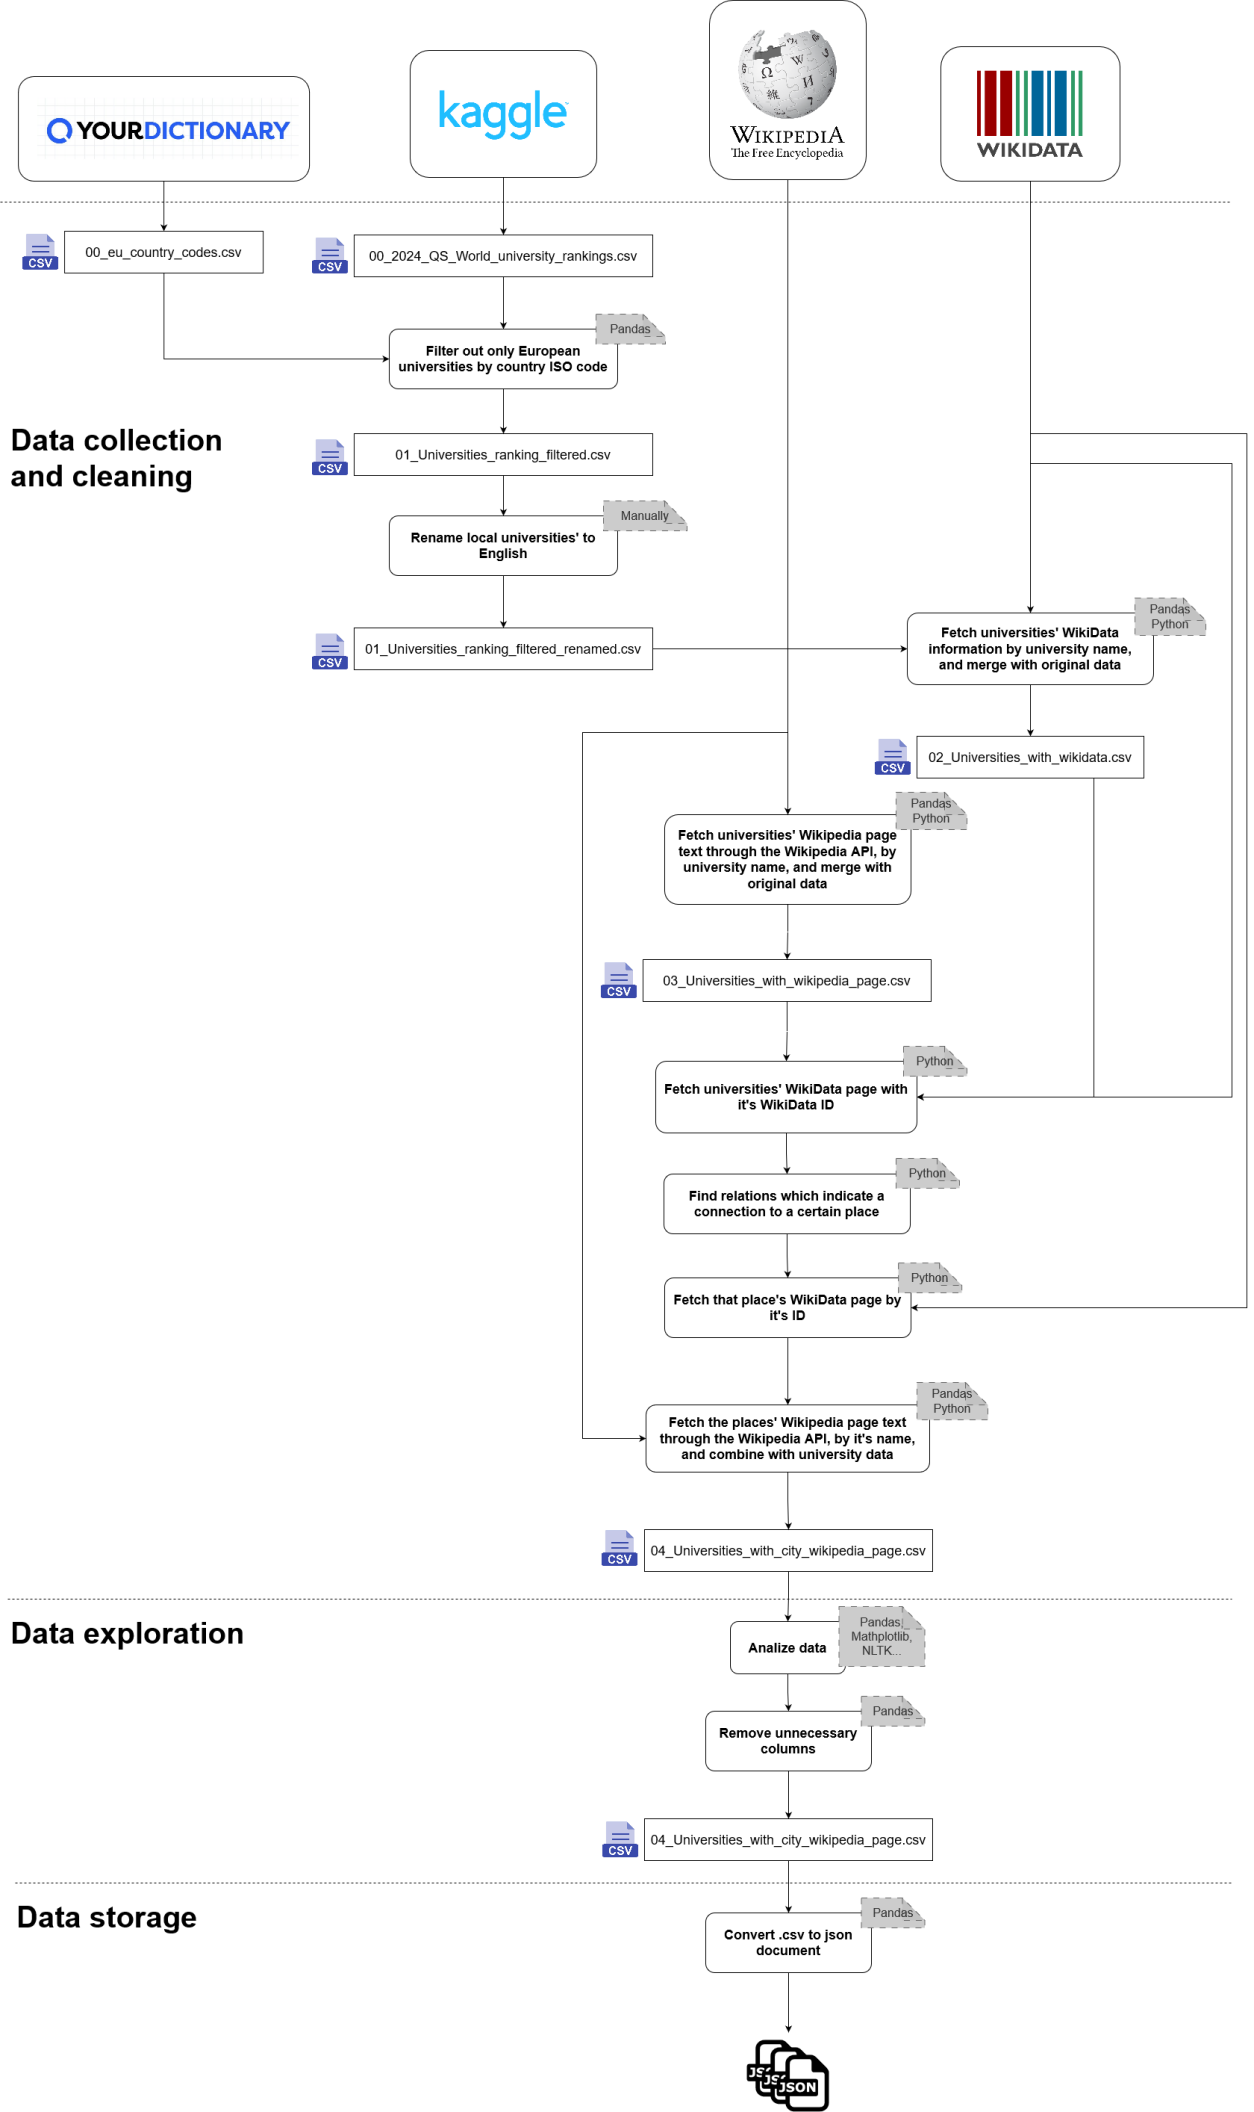 YOURDICTIONARY
kaggle
WIKIPEDIA
The Free Encyclopedia
WIKIDATA
CSV
00_eu_country_codes.csv
CSV
00_2024_QS_World_university_rankings.csv
Pandas
Filter out only European
universities by country ISO code
Data collection
and cleaning
CSV
01_Universities_ranking_filtered.csv
Manually
Rename local universities' to
English
CSV
01_Universities_ranking_filtered_renamed.csv
Pandas
Python
Fetch universities' WikiData
information by university name,
and merge with original data
CSV
02_Universities_with_wikidata.csv
Pandas
Python
Fetch universities' Wikipedia page
text through the Wikipedia API, by
university name, and merge with
original data
CSV
03_Universities_with_wikipedia_page.csv
Python
Fetch universities' WikiData page with
it's WikiData ID
Python
Find relations which indicate a
connection to a certain place
Python
Fetch that place's WikiData page by
it's ID
Pandas
Python
Fetch the places' Wikipedia page text
through the Wikipedia API, by it's name,
and combine with university data
CSV
04_Universities_with_city_wikipedia_page.csv
Data exploration
Pandas,
Mathplotlib,
NLTK...
Analize data
Pandas
Remove unnecessary
columns
CSV
04_Universities_with_city_wikipedia_page.csv
Data storage
Pandas
Convert .csv to json
document
JSON